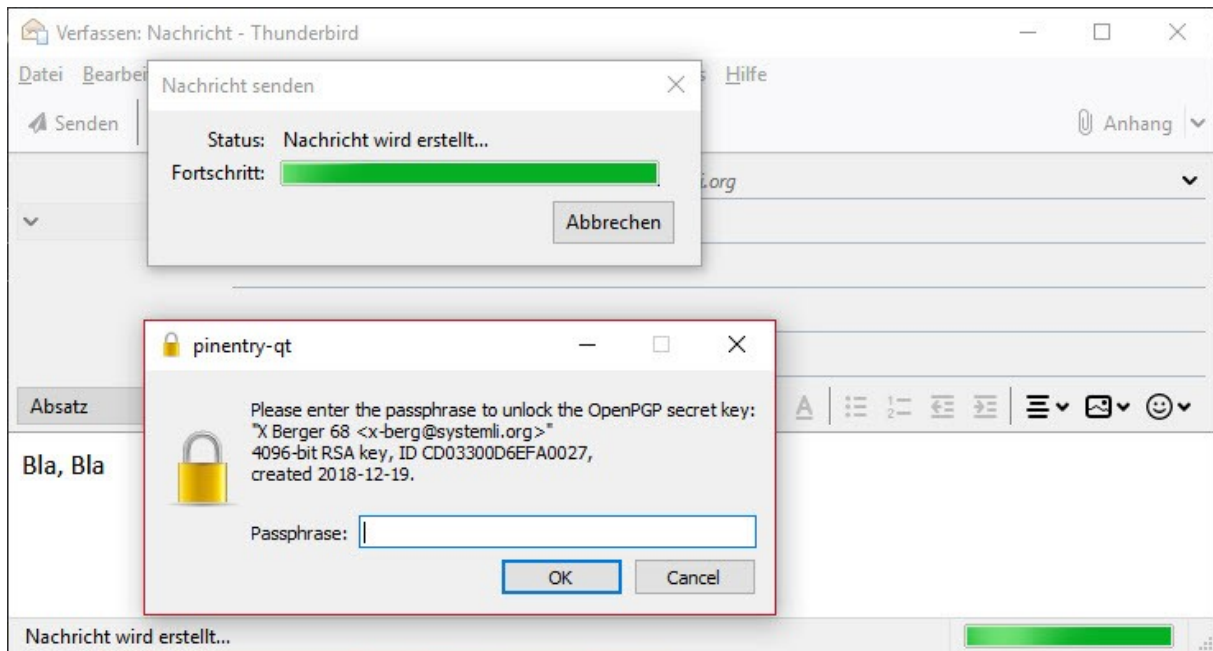 Verfassen: Nachricht - Thunderbird
Datei Bearbei s Hilfe
Nachricht senden
Senden
Anhang
Status: Nachricht wird erstellt...
Fortschritt:
i.org
Abbrechen
pinentry-qt
Absatz
Please enter the passphrase to unlock the OpenPGP secret key:
"X Berger 68 <x-berg@systemli.org>"
4096-bit RSA key, ID CD03300D6EFA0027,
created 2018-12-19.
Bla, Bla
Passphrase:
OK Cancel
Nachricht wird erstellt...